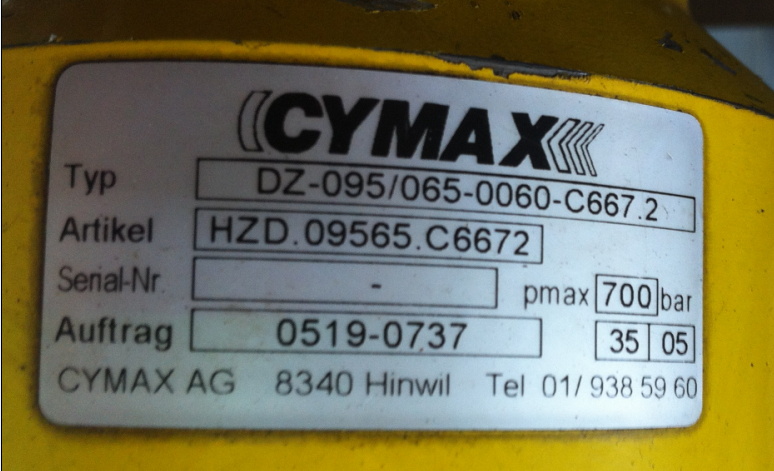 CYMAX
Typ DZ-095/065-0060-C667.2
Artikel HZD.09565.C6672
Serial-Nr. - pmax 700 bar
Auftrag 0519-0737 35 05
CYMAX AG 8340 Hinwil Tel 01/ 938 59 60